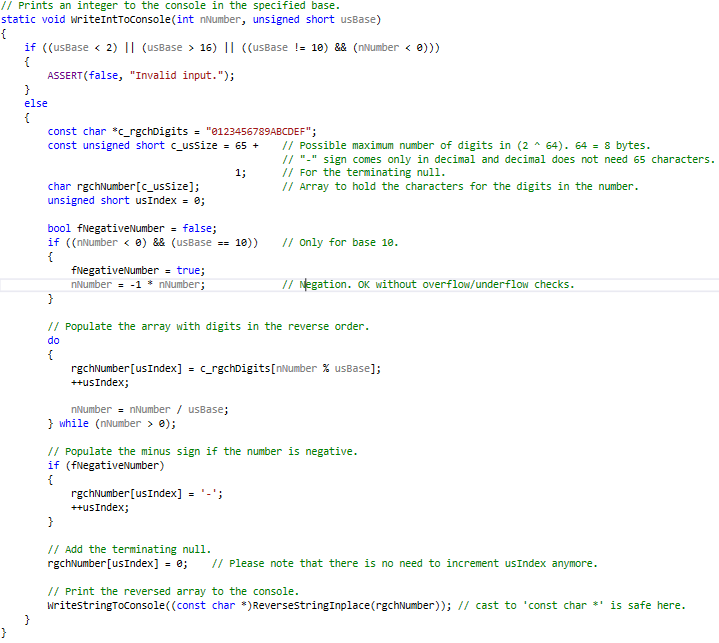 // Prints an integer to the console in the specified base.
static void WriteIntToConsole(int nNumber, unsigned short usBase)
{
    if ((usBase < 2) || (usBase > 16) || ((usBase != 10) && (nNumber < 0)))
    {
        ASSERT(false, "Invalid input.");
    }
    else
    {
        const char *c_rgchDigits = "0123456789ABCDEF";
        const unsigned short c_usSize = 65 +    // Possible maximum number of digits in (2 ^ 64). 64 = 8 bytes.
                                                // "-" sign comes only in decimal and decimal does not need 65 characters.
                                        1;      // For the terminating null.
        char rgchNumber[c_usSize];              // Array to hold the characters for the digits in the number.
        unsigned short usIndex = 0;

        bool fNegativeNumber = false;
        if ((nNumber < 0) && (usBase == 10))    // Only for base 10.
        {
            fNegativeNumber = true;
            nNumber = -1 * nNumber;             // Negation. OK without overflow/underflow checks.
        }

        // Populate the array with digits in the reverse order.
        do
        {
            rgchNumber[usIndex] = c_rgchDigits[nNumber % usBase];
            ++usIndex;

            nNumber = nNumber / usBase;
        } while (nNumber > 0);

        // Populate the minus sign if the number is negative.
        if (fNegativeNumber)
        {
            rgchNumber[usIndex] = '-';
            ++usIndex;
        }

        // Add the terminating null.
        rgchNumber[usIndex] = 0;    // Please note that there is no need to increment usIndex anymore.

        // Print the reversed array to the console.
        WriteStringToConsole((const char *)ReverseStringInplace(rgchNumber)); // cast to 'const char *' is safe here.
    }
}